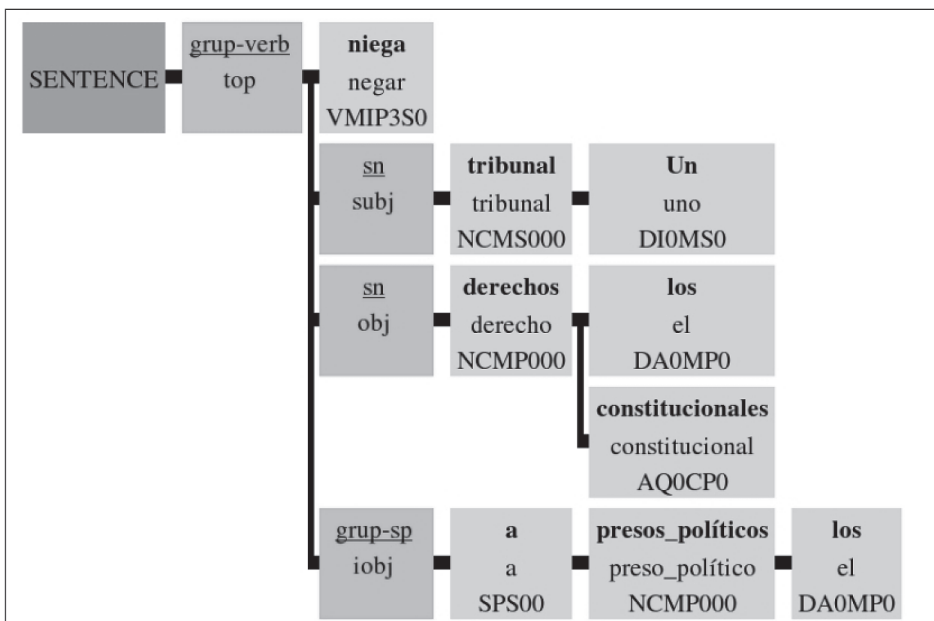 SENTENCE
grup-verb
top
niega
negar
VMIP3S0
sn
subj
tribunal
tribunal
NCMS000
Un
uno
DI0MS0
sn
obj
derechos
derecho
NCMP000
los
el
DA0MP0
constitucionales
constitucional
AQ0CP0
grup-sp
iobj
a
a
SPS00
presos_políticos
preso_político
NCMP000
los
el
DA0MP0